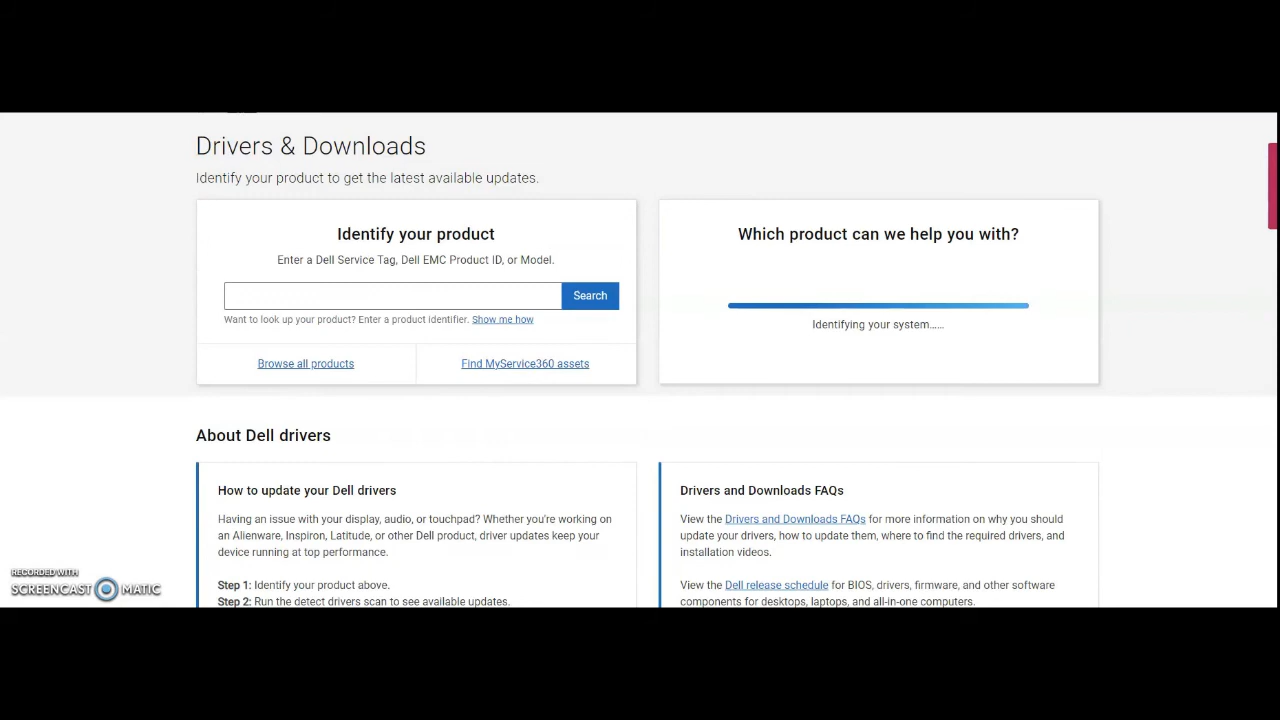 Drivers & Downloads
Identify your product to get the latest available updates.
Identify your product
Enter a Dell Service Tag, Dell EMC Product ID, or Model.
Search
Want to look up your product? Enter a product identifier. Show me how
Browse all products
Find MyService360 assets
Which product can we help you with?
Identifying your system......
About Dell drivers
How to update your Dell drivers
Having an issue with your display, audio, or touchpad? Whether you're working on
an Alienware, Inspiron, Latitude, or other Dell product, driver updates keep your
device running at top performance.
Step 1: Identify your product above.
Step 2: Run the detect drivers scan to see available updates.
Drivers and Downloads FAQs
View the Drivers and Downloads FAQs for more information on why you should
update your drivers, how to update them, where to find the required drivers, and
installation videos.
View the Dell release schedule for BIOS, drivers, firmware, and other software
components for desktops, laptops, and all-in-one computers.
RECORDED WITH
SCREENCAST MATIC